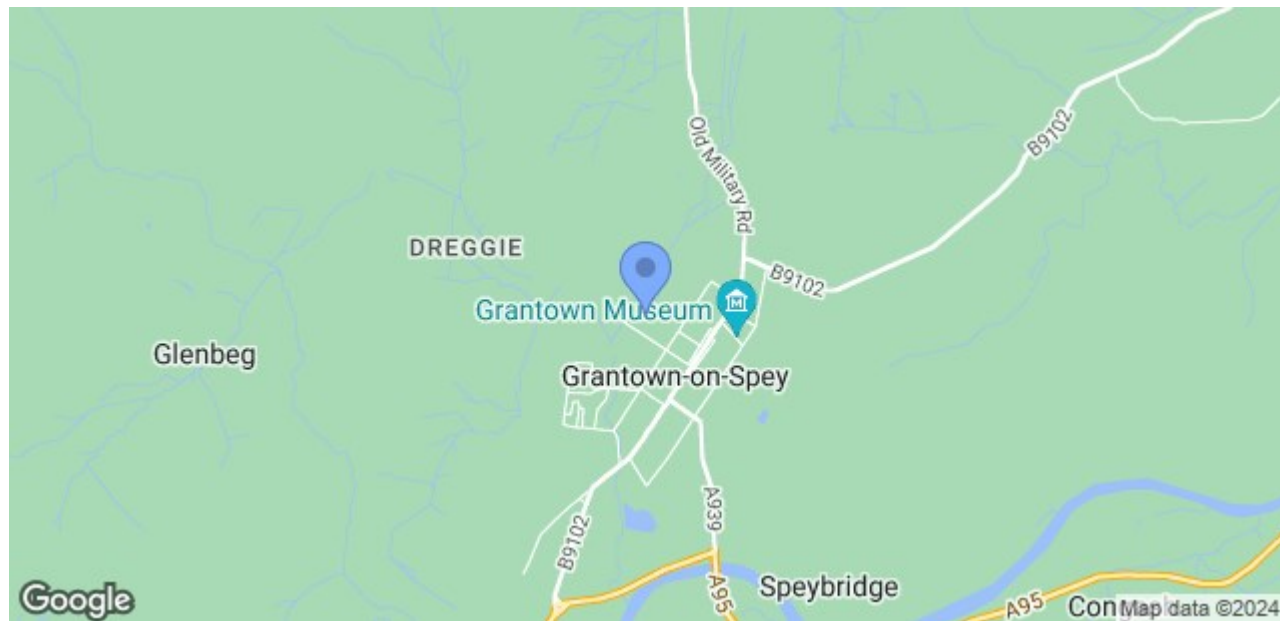 Old Military Rd
B9102
DREGGIE
B9102
Grantown Museum
M
Glenbeg
Grantown-on-Spey
A939
B9102
Speybridge
A95
A95
Google
Map data ©2024